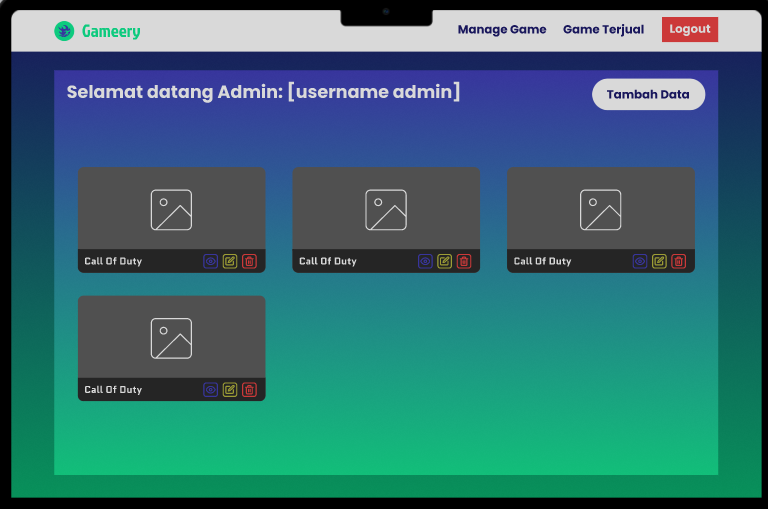 Gameery
Manage Game
Game Terjual
Logout
Selamat datang Admin: [username admin]
Tambah Data
Call Of Duty
Call Of Duty
Call Of Duty
Call Of Duty